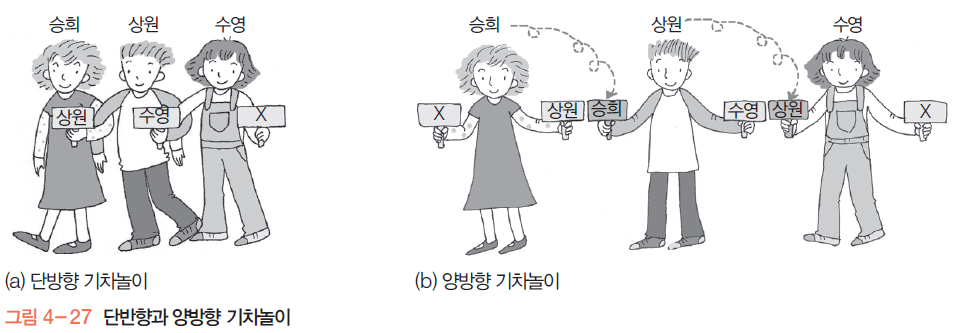 승희 상원 수영
상원 수영 X
승희 상원 수영
X 상원 승희 수영 상원 X
(a) 단방향 기차놀이
(b) 양방향 기차놀이
그림 4-27 단반향과 양방향 기차놀이